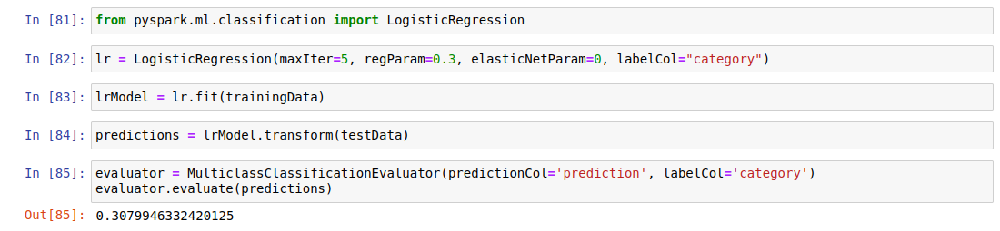 In [81]: from pyspark.ml.classification import LogisticRegression
In [82]: lr = LogisticRegression(maxIter=5, regParam=0.3, elasticNetParam=0, labelCol="category")
In [83]: lrModel = lr.fit(trainingData)
In [84]: predictions = lrModel.transform(testData)
In [85]: evaluator = MulticlassClassificationEvaluator(predictionCol='prediction', labelCol='category')
evaluator.evaluate(predictions)
Out[85]: 0.3079946332420125